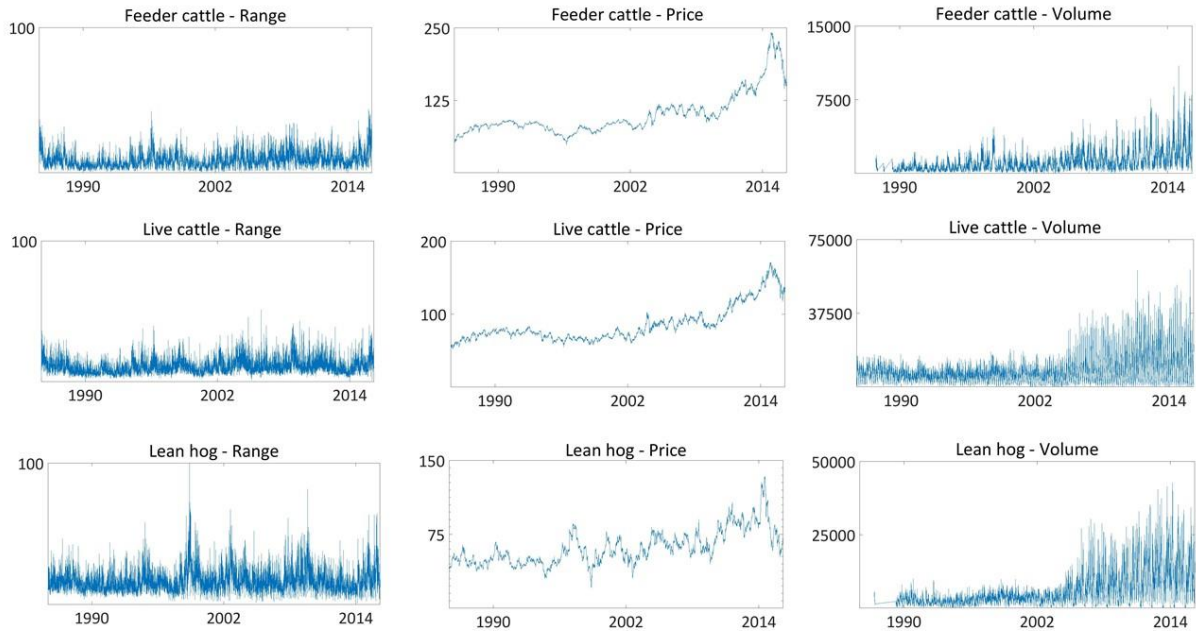 Feeder cattle - Range
100
1990 2002 2014
Feeder cattle - Price
250
125
1990 2002 2014
Feeder cattle - Volume
15000
7500
1990 2002 2014
Live cattle - Range
100
1990 2002 2014
Live cattle - Price
200
100
1990 2002 2014
Live cattle - Volume
75000
37500
1990 2002 2014
Lean hog - Range
100
1990 2002 2014
Lean hog - Price
150
75
1990 2002 2014
Lean hog - Volume
50000
25000
1990 2002 2014